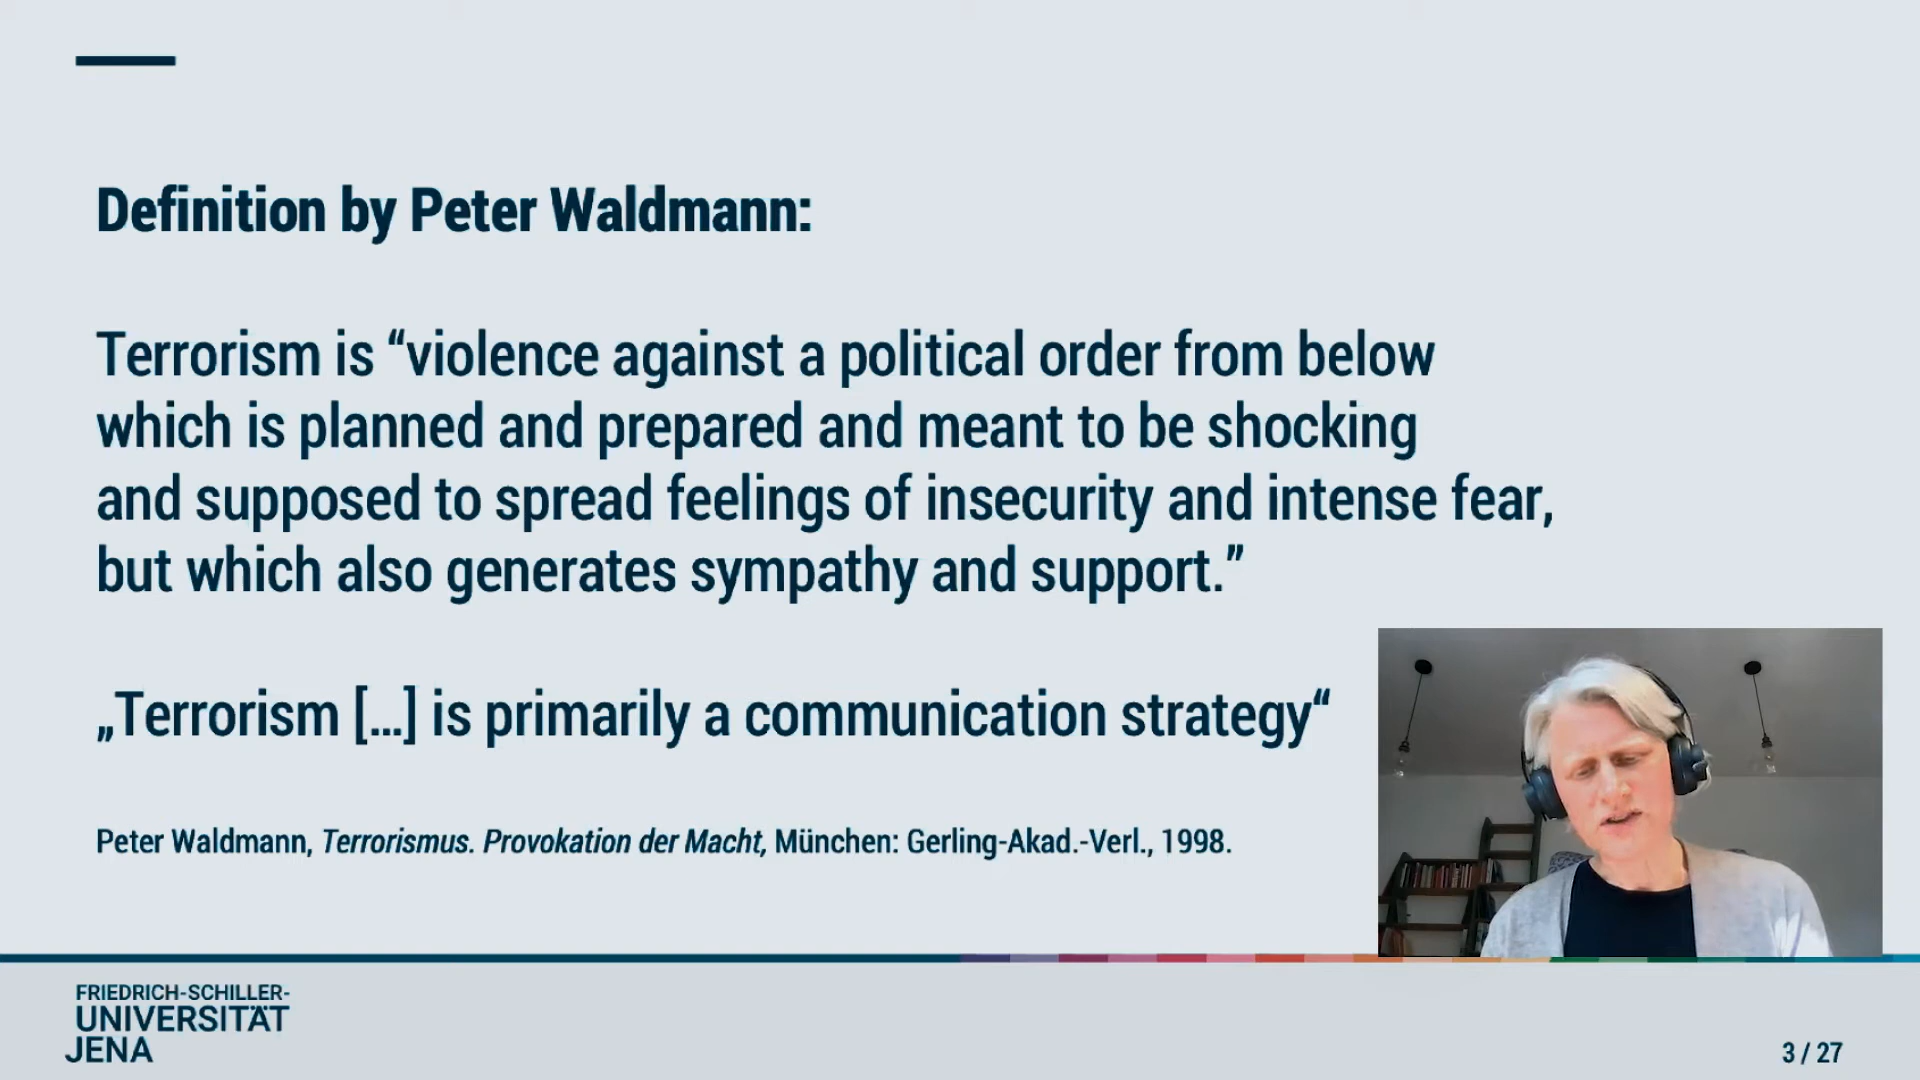 Definition by Peter Waldmann:
Terrorism is “violence against a political order from below
which is planned and prepared and meant to be shocking
and supposed to spread feelings of insecurity and intense fear,
but which also generates sympathy and support.”
„Terrorism [...] is primarily a communication strategy“
Peter Waldmann, Terrorismus. Provokation der Macht, München: Gerling-Akad.-Verl., 1998.
FRIEDRICH-SCHILLER-
UNIVERSITÄT
JENA
3 / 27